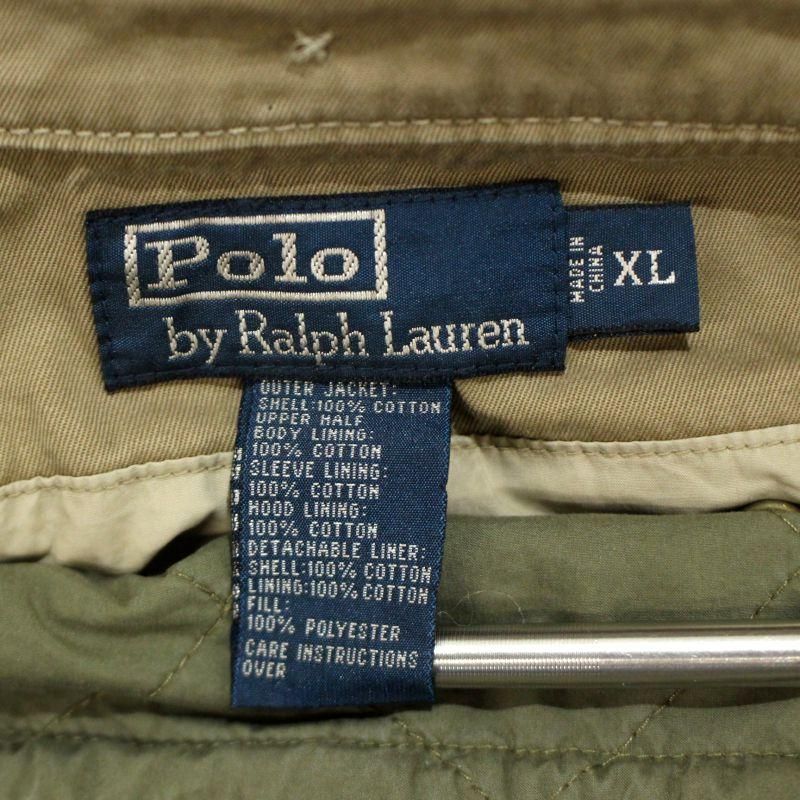 Polo
by Ralph Lauren
MADE IN
CHINA
XL
OUTER JACKET:
SHELL:100% COTTON
UPPER HALF
BODY LINING:
100% COTTON
SLEEVE LINING:
100% COTTON
HOOD LINING:
100% COTTON
DETACHABLE LINER:
SHELL:100% COTTON
LINING:100% COTTON
FILL:
100% POLYESTER
CARE INSTRUCTIONS
OVER